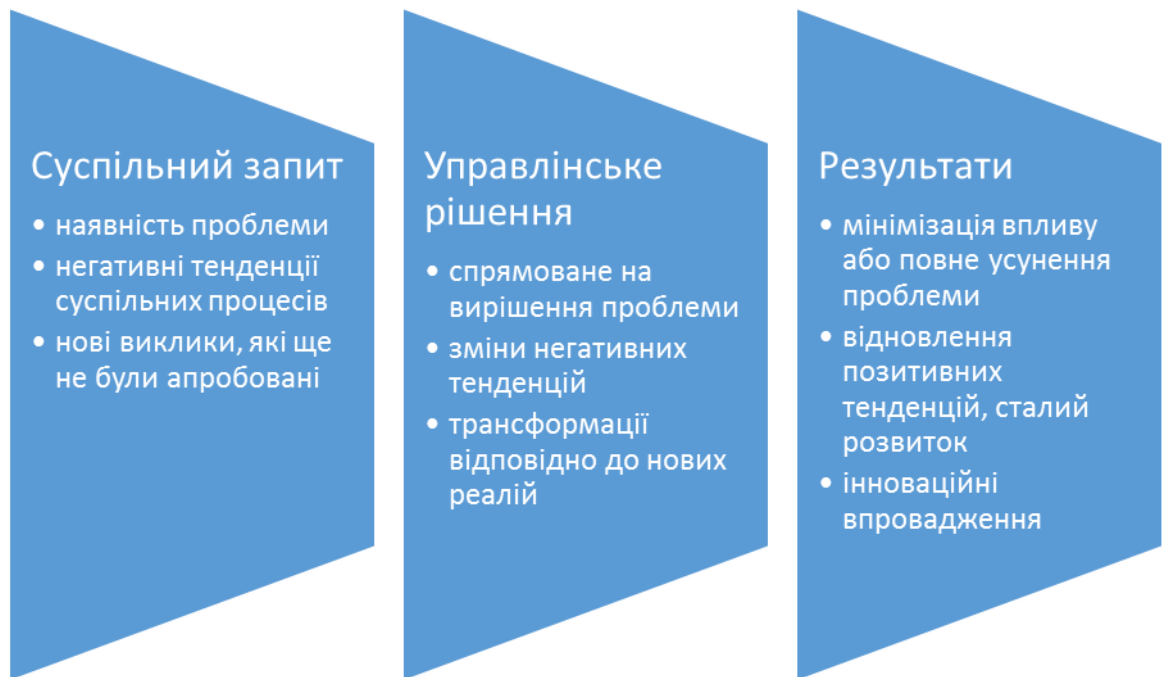 Суспільний запит
• наявність проблеми
• негативні тенденції
суспільних процесів
• нові виклики, які ще
не були апробовані
Управлінське
рішення
• спрямоване на
вирішення проблеми
• зміни негативних
тенденцій
• трансформації
відповідно до нових
реалій
Результати
• мінімізація впливу
або повне усунення
проблеми
• відновлення
позитивних
тенденцій, сталий
розвиток
• інноваційні
впровадження